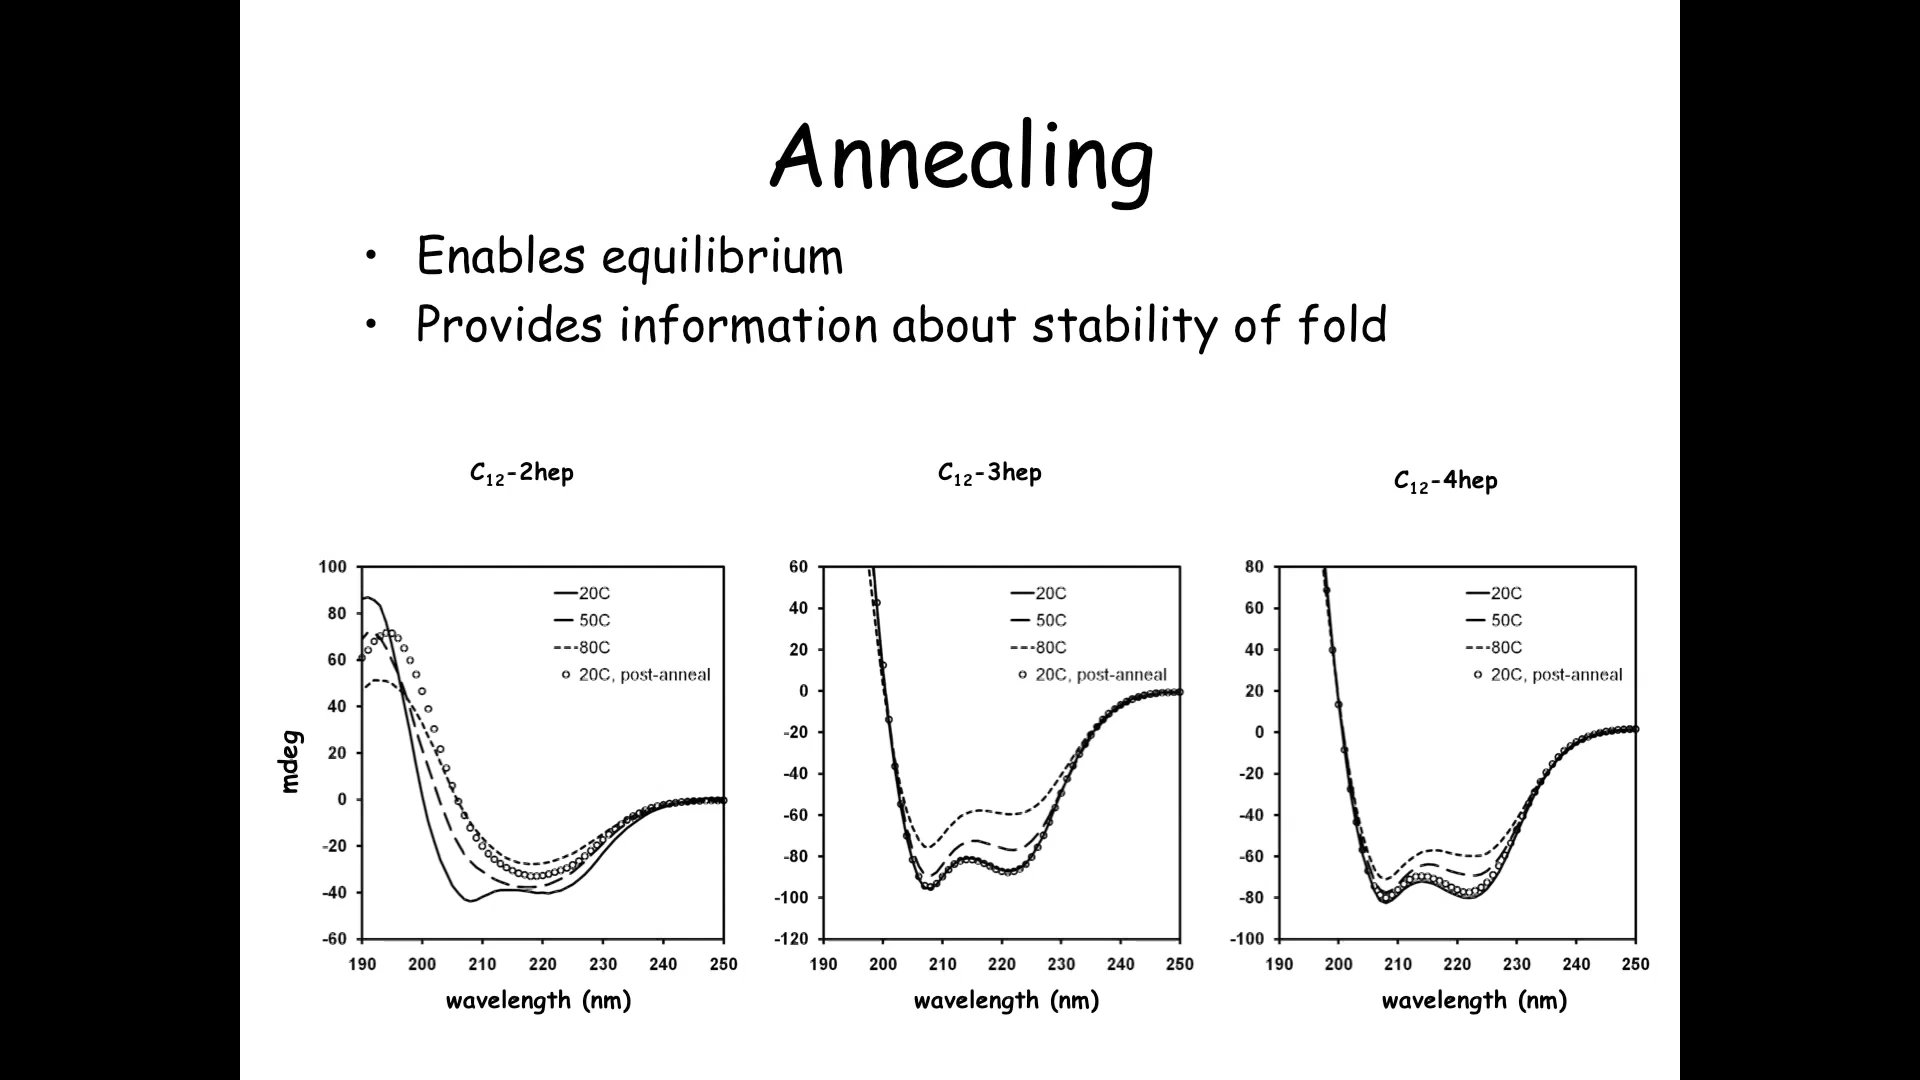 Annealing
• Enables equilibrium
• Provides information about stability of fold
C₁₂-2hep
C₁₂-3hep
C₁₂-4hep
mdeg
100
80
60
40
20
0
-20
-40
-60
20C
50C
80C
20C, post-anneal
190 200 210 220 230 240 250
wavelength (nm)
60
40
20
0
-20
-40
-60
-80
-100
-120
20C
50C
80C
20C, post-anneal
190 200 210 220 230 240 250
wavelength (nm)
80
60
40
20
0
-20
-40
-60
-80
-100
20C
50C
80C
20C, post-anneal
190 200 210 220 230 240 250
wavelength (nm)